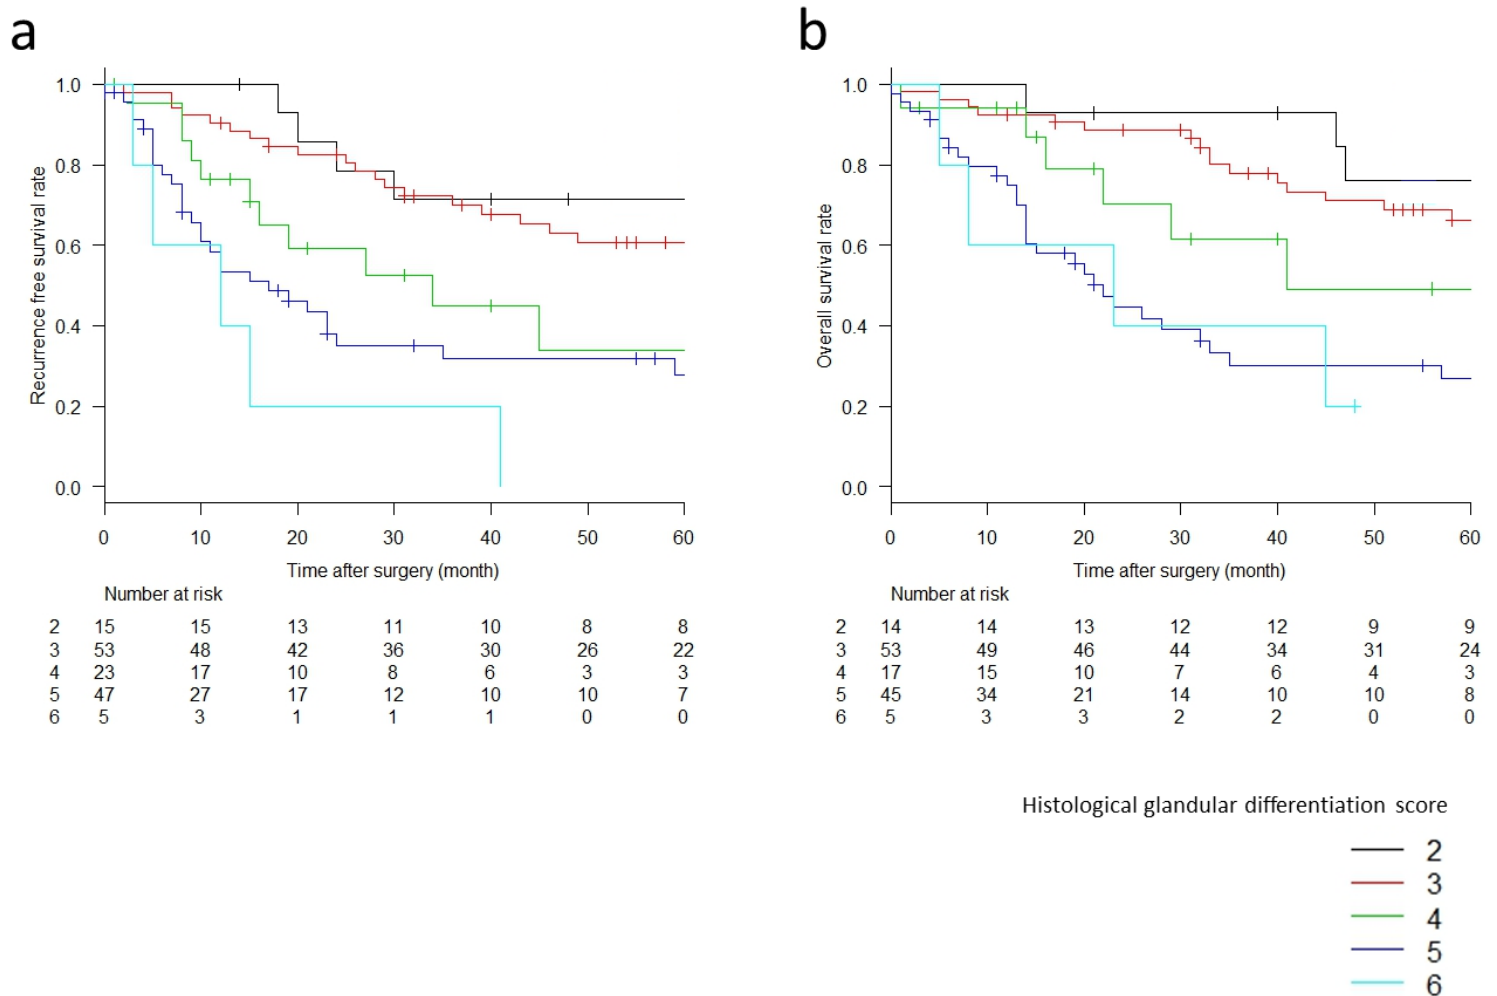 a
Recurrence free survival rate
1.0
0.8
0.6
0.4
0.2
0.0
0 10 20 30 40 50 60
Time after surgery (month)
Number at risk
2 15 15 13 11 10 8 8
3 53 48 42 36 30 26 22
4 23 17 10 8 6 3 3
5 47 27 17 12 10 10 7
6 5 3 1 1 1 0 0
b
Overall survival rate
1.0
0.8
0.6
0.4
0.2
0.0
0 10 20 30 40 50 60
Time after surgery (month)
Number at risk
2 14 14 13 12 12 9 9
3 53 49 46 44 34 31 24
4 17 15 10 7 6 4 3
5 45 34 21 14 10 10 8
6 5 3 3 2 2 0 0
Histological glandular differentiation score
2
3
4
5
6